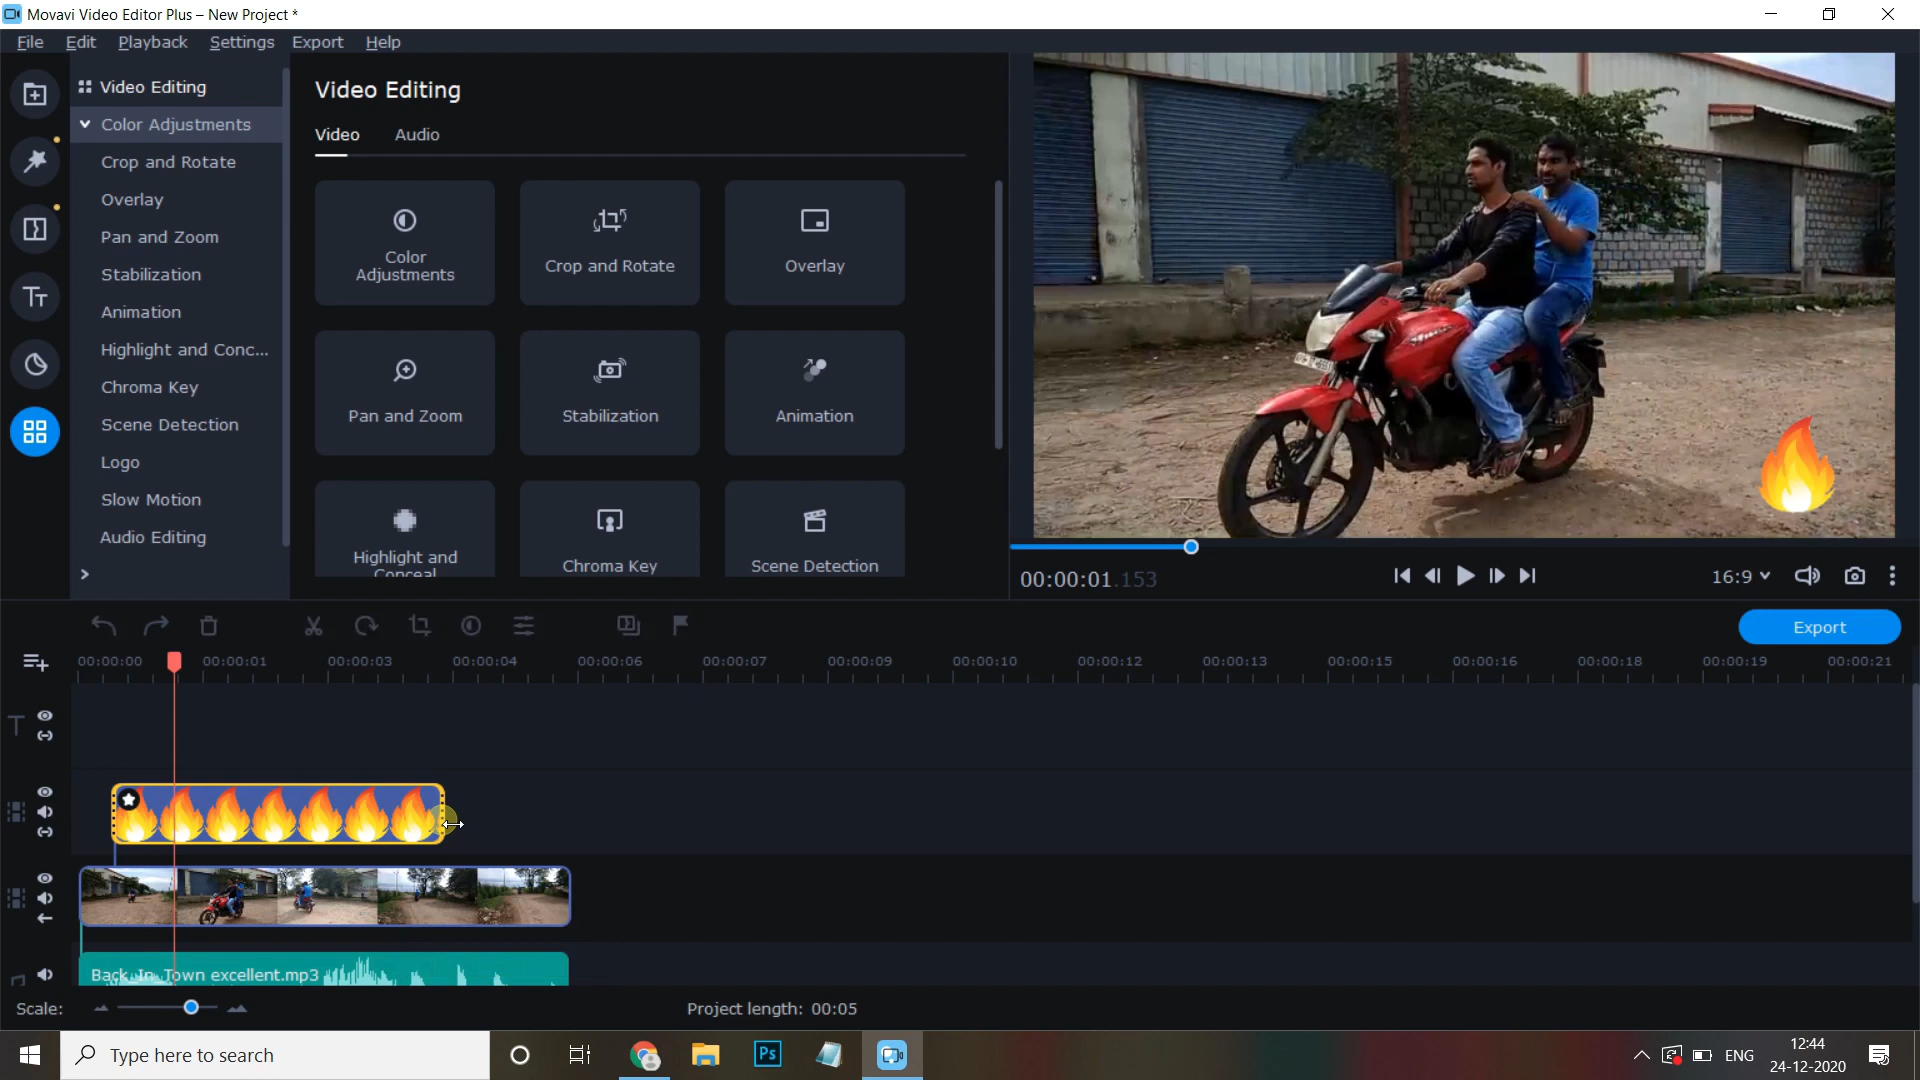 Movavi Video Editor Plus – New Project *
File Edit Playback Settings Export Help
Video Editing
Color Adjustments
Crop and Rotate
Overlay
Pan and Zoom
Stabilization
Animation
Highlight and Conc...
Chroma Key
Scene Detection
Logo
Slow Motion
Audio Editing
Video Editing
Video Audio
Color
Adjustments
Crop and Rotate
Overlay
Pan and Zoom
Stabilization
Animation
Highlight and
Conceal
Chroma Key
Scene Detection
00:00:01.153
16:9
Export
00:00:00 00:00:01 00:00:03 00:00:04 00:00:06 00:00:07 00:00:09 00:00:10 00:00:12 00:00:13 00:00:15 00:00:16 00:00:18 00:00:19 00:00:21
Back_In_Town excellent.mp3
Scale:
Project length: 00:05
Type here to search
Ps
ENG
12:44
24-12-2020